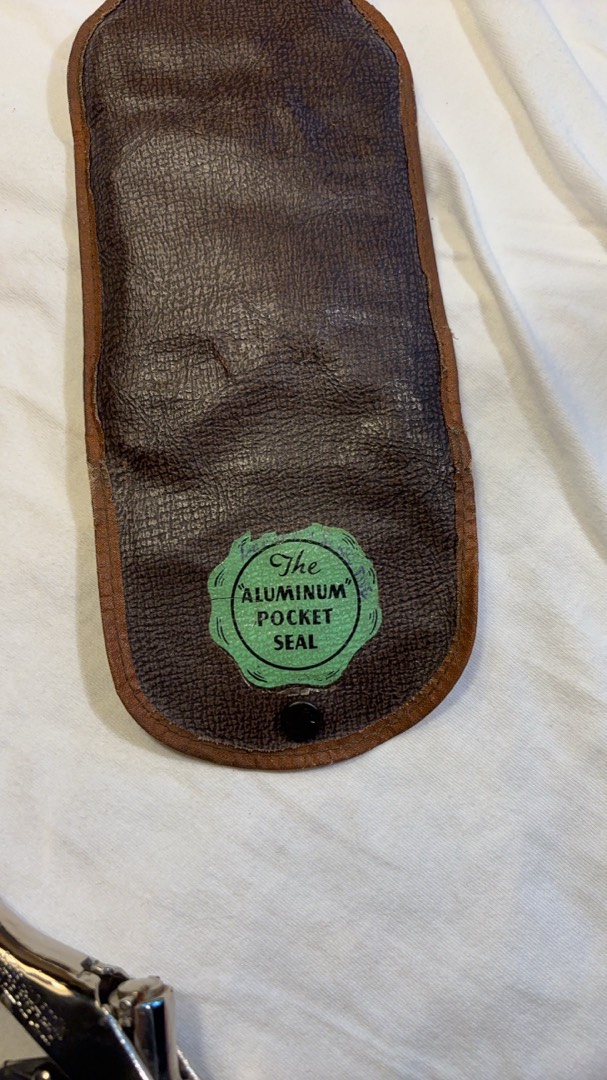 The
"ALUMINUM"
POCKET
SEAL